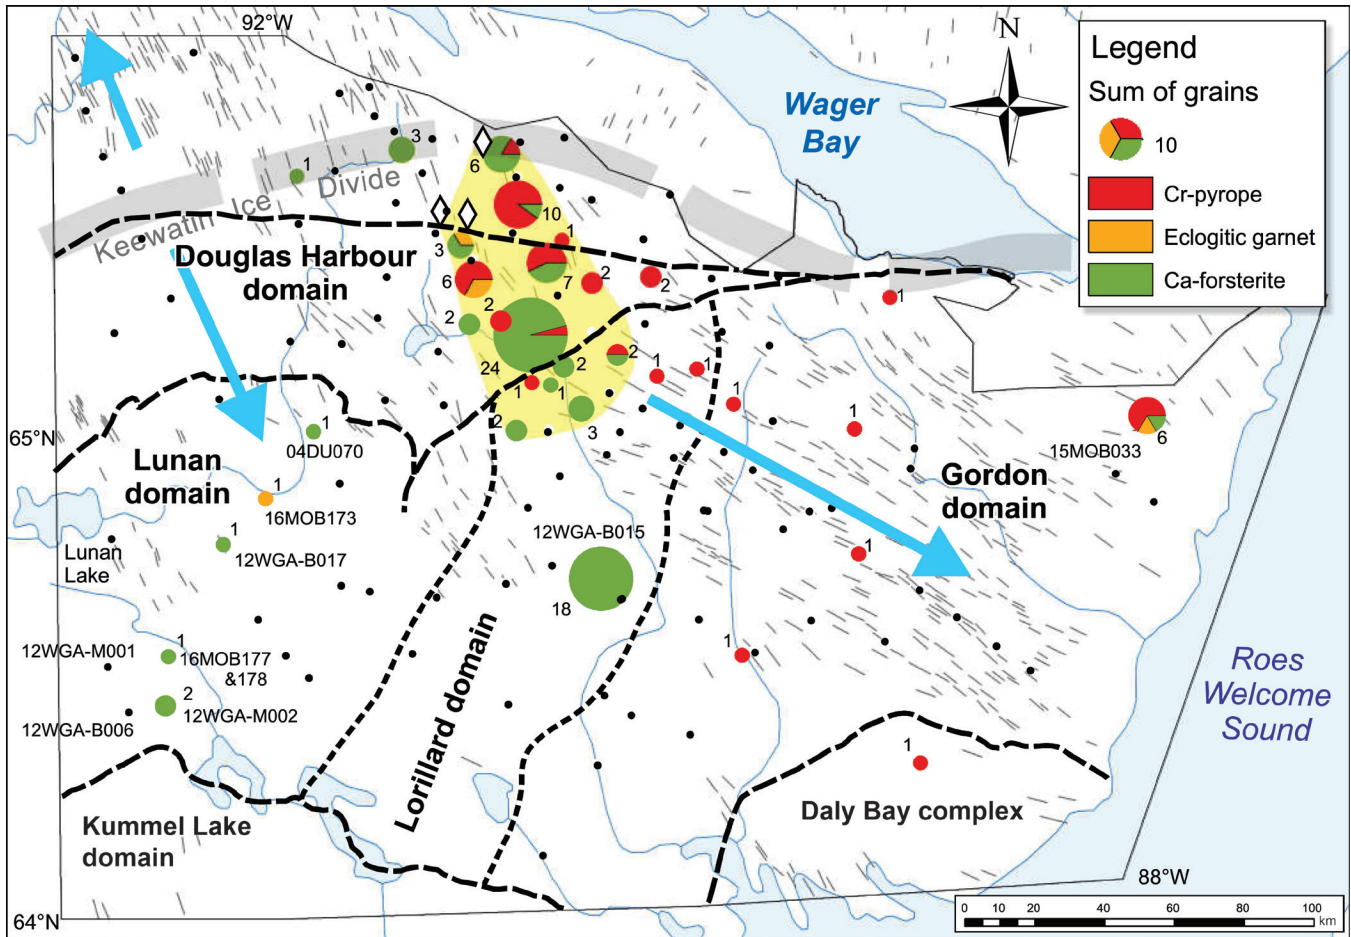 92°W
N
Legend
Sum of grains
10
Cr-pyrope
Eclogitic garnet
Ca-forsterite
Wager
Bay
3
6
1
Keewatin Ice Divide
10
1
3
Douglas Harbour
domain
6
7
2
2
1
2
2
24
2
2
1
1
1
1
1
2
3
1
6
65°N
1
04DU070
15MOB033
Lunan
domain
Gordon
domain
1
16MOB173
1
12WGA-B017
12WGA-B015
18
1
Lunan
Lake
1
12WGA-M001
16MOB177
&178
1
2
12WGA-M002
12WGA-B006
Roes
Welcome
Sound
Lorillard domain
1
Daly Bay complex
Kummel Lake
domain
88°W
64°N
0 20 40 60 80 100
km